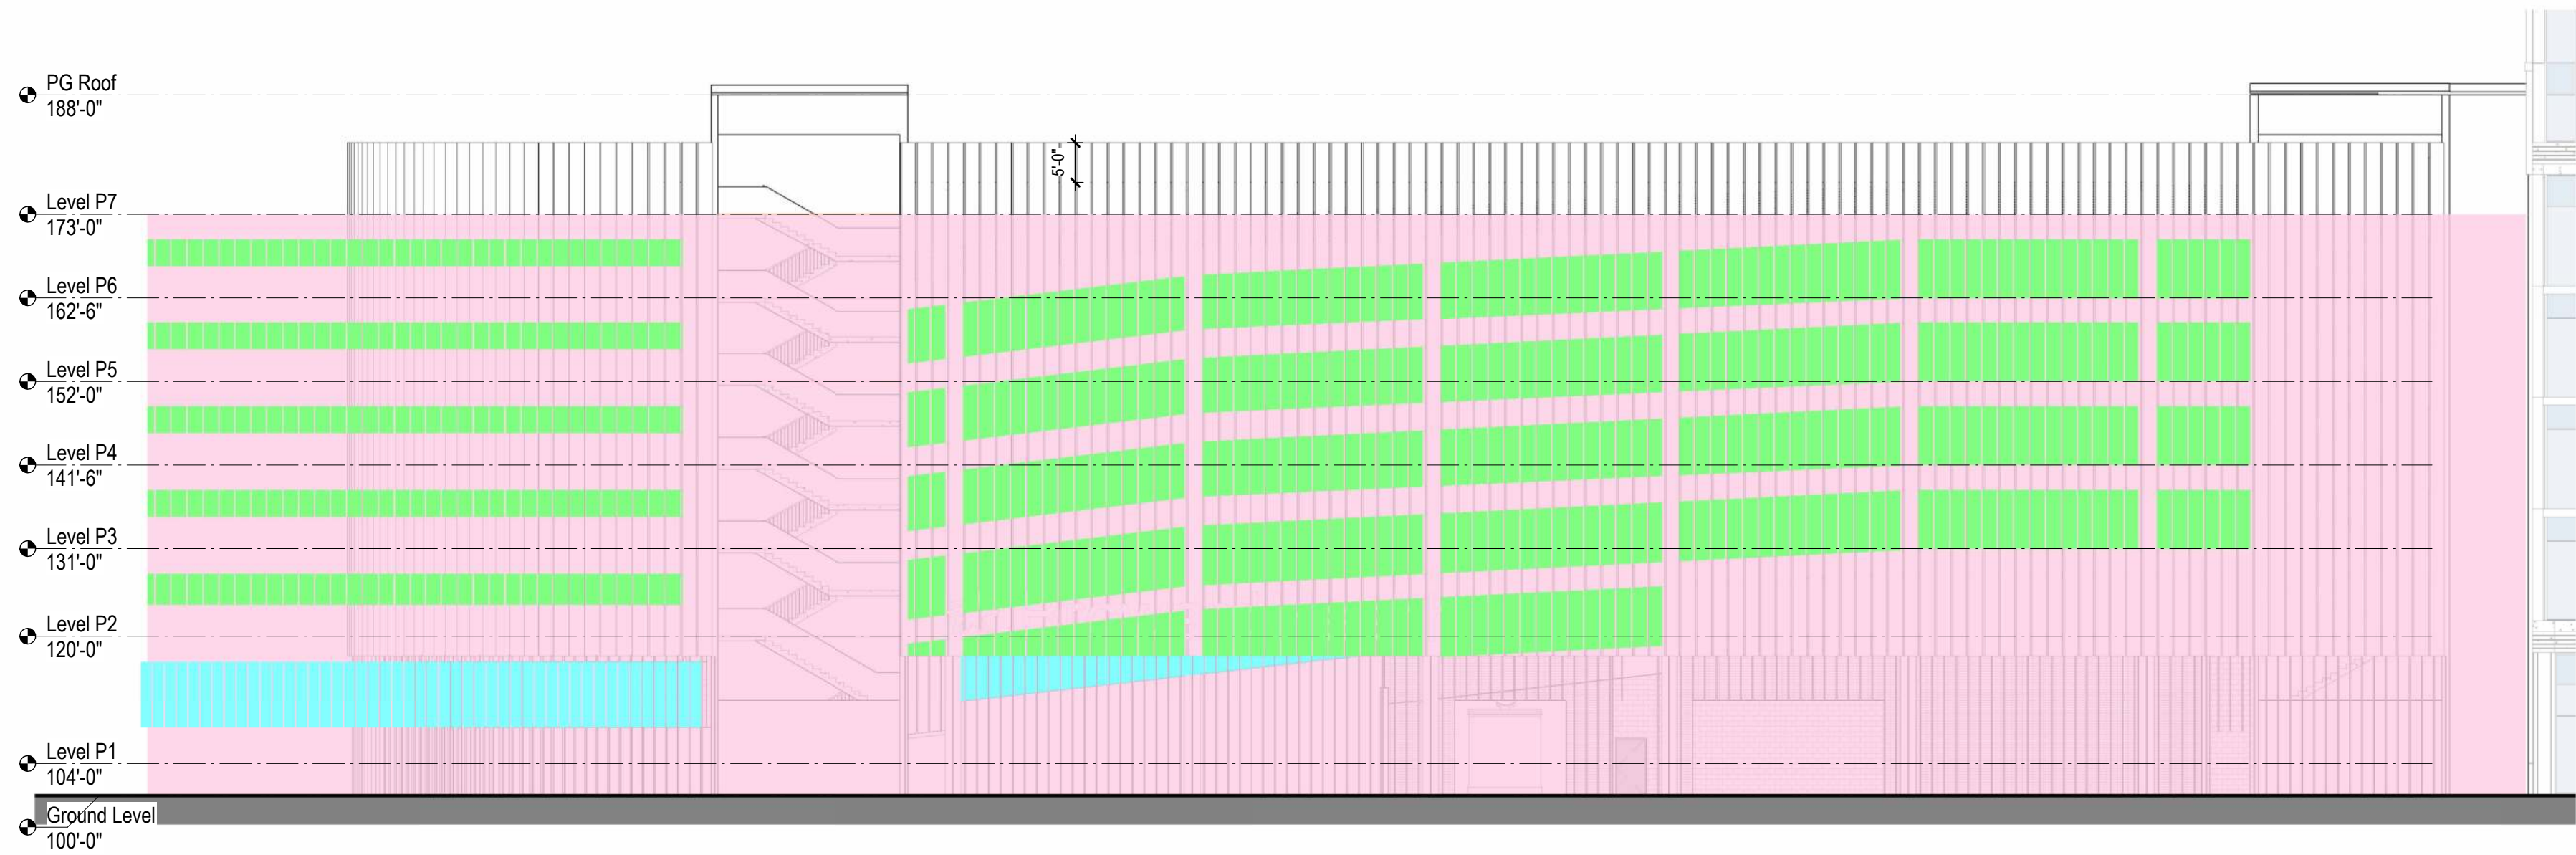 PG Roof
188'-0"
5'-0"
Level P7
173'-0"
Level P6
162'-6"
Level P5
152'-0"
Level P4
141'-6"
Level P3
131'-0"
Level P2
120'-0"
Level P1
104'-0"
Ground Level
100'-0"